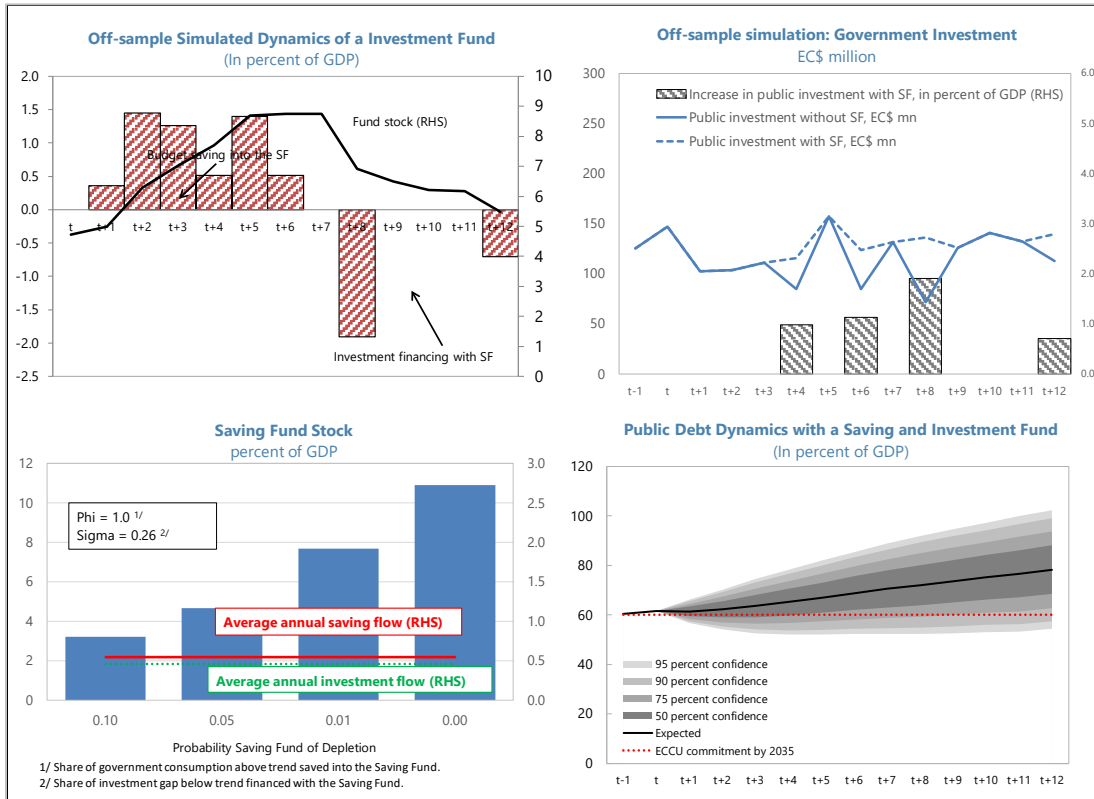 Off-sample Simulated Dynamics of a Investment Fund
(In percent of GDP)
2.0
1.5
1.0
0.5
0.0
-0.5
-1.0
-1.5
-2.0
-2.5
10
9
8
7
6
5
4
3
2
1
0
Fund stock (RHS)
Budget saving into the SF
t t+1 t+2 t+3 t+4 t+5 t+6 t+7 t+8 t+9 t+10 t+11 t+12
Investment financing with SF
Off-sample simulation: Government Investment
EC$ million
300
250
200
150
100
50
0
6.0
5.0
4.0
3.0
2.0
1.0
0.0
Increase in public investment with SF, in percent of GDP (RHS)
Public investment without SF, EC$ mn
Public investment with SF, EC$ mn
t-1 t t+1 t+2 t+3 t+4 t+5 t+6 t+7 t+8 t+9 t+10 t+11 t+12
Saving Fund Stock
percent of GDP
12
10
8
6
4
2
0
3.0
2.5
2.0
1.5
1.0
0.5
0.0
Phi = 1.0 1/
Sigma = 0.26 2/
Average annual saving flow (RHS)
Average annual investment flow (RHS)
0.10 0.05 0.01 0.00
Probability Saving Fund of Depletion
1/ Share of government consumption above trend saved into the Saving Fund.
2/ Share of investment gap below trend financed with the Saving Fund.
Public Debt Dynamics with a Saving and Investment Fund
(In percent of GDP)
120
100
80
60
40
20
0
95 percent confidence
90 percent confidence
75 percent confidence
50 percent confidence
Expected
ECCU commitment by 2035
t-1 t t+1 t+2 t+3 t+4 t+5 t+6 t+7 t+8 t+9 t+10 t+11 t+12